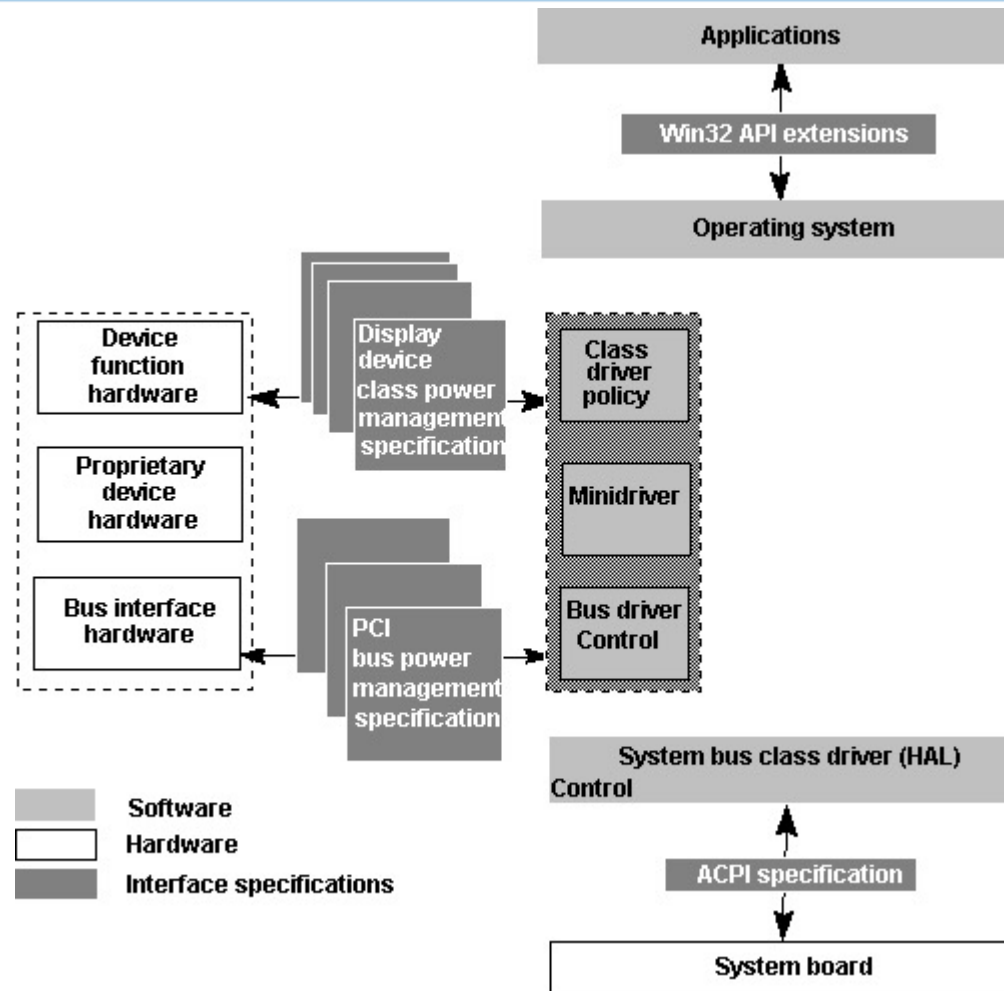 Applications
Win32 API extensions
Operating system
Device
function
hardware
Display
device
class power
management
specification
Class
driver
policy
Proprietary
device
hardware
Minidriver
Bus interface
hardware
PCI
bus power
management
specification
Bus driver
Control
System bus class driver (HAL)
Control
Software
Hardware
Interface specifications
ACPI specification
System board